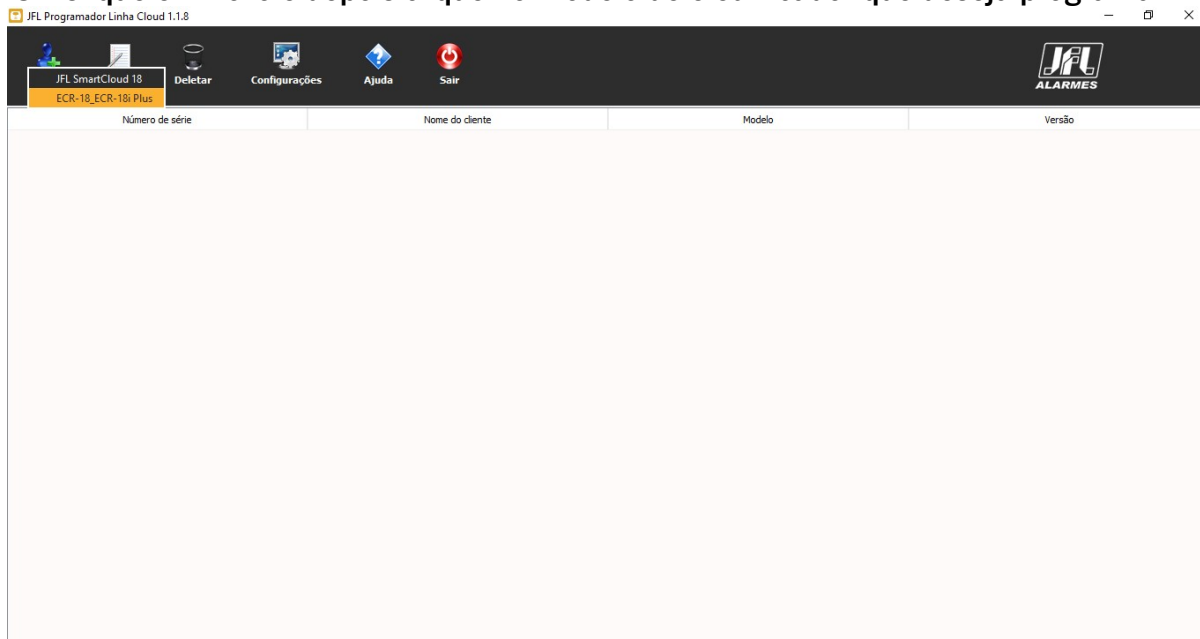 JFL Programador Linha Cloud 1.1.8
JFL SmartCloud 18
ECR-18_ECR-18i Plus
Deletar
Configurações
Ajuda
Sair
JFL
ALARMES
Número de série
Nome do cliente
Modelo
Versão